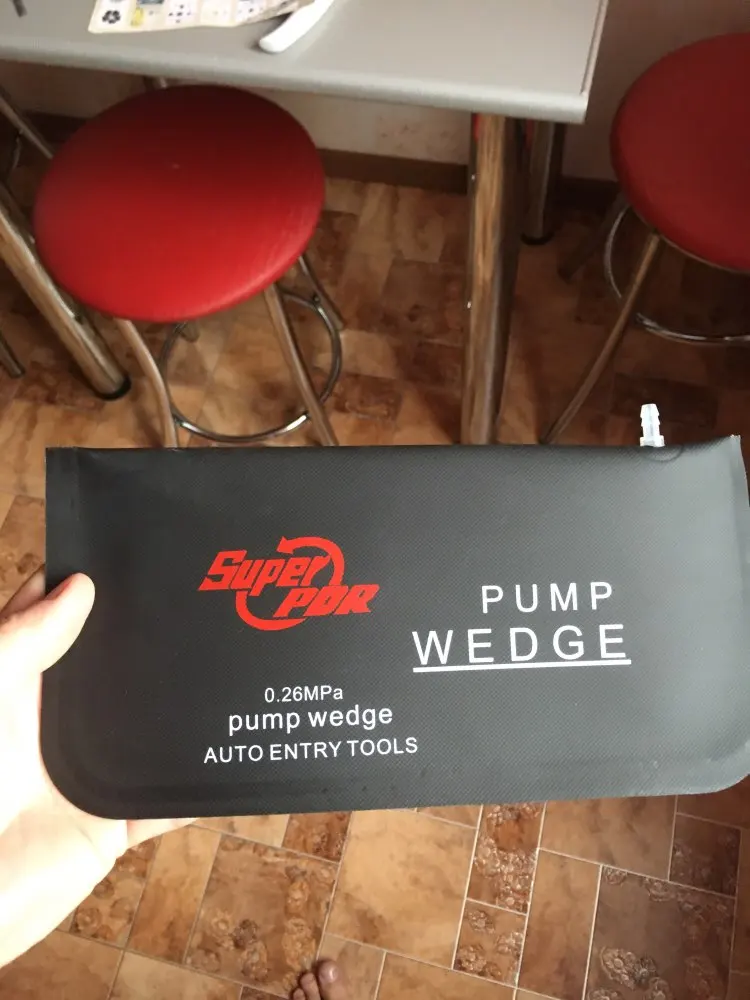 Super
PDR
PUMP
WEDGE
0.26MPa
pump wedge
AUTO ENTRY TOOLS